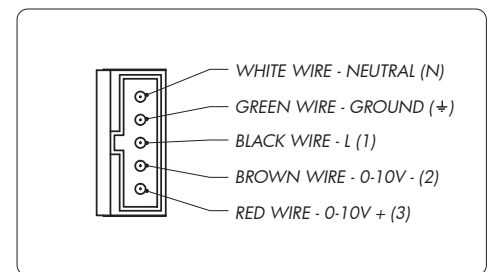 WHITE WIRE - NEUTRAL (N)
GREEN WIRE - GROUND (⏚)
BLACK WIRE - L (1)
BROWN WIRE - 0-10V - (2)
RED WIRE - 0-10V + (3)